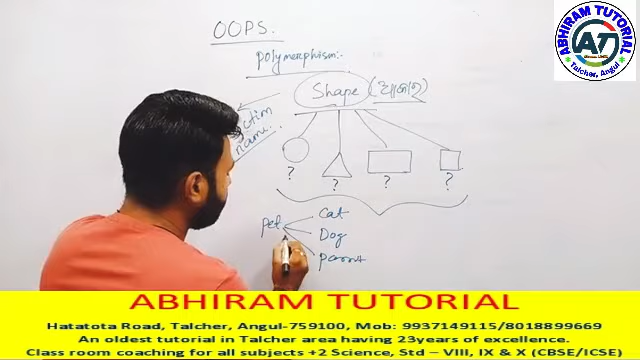 OOPS.
polymorphism:-
Shape (ଆକାର)
name.
? ? ? ?
pet
Cat
Dog
parrot
ABHIRAM TUTORIAL
AT
Talcher, Angul
ABHIRAM TUTORIAL
Hatatota Road, Talcher, Angul-759100, Mob: 9937149115/8018899669
An oldest tutorial in Talcher area having 23years of excellence.
Class room coaching for all subjects +2 Science, Std – VIII, IX & X (CBSE/ICSE)